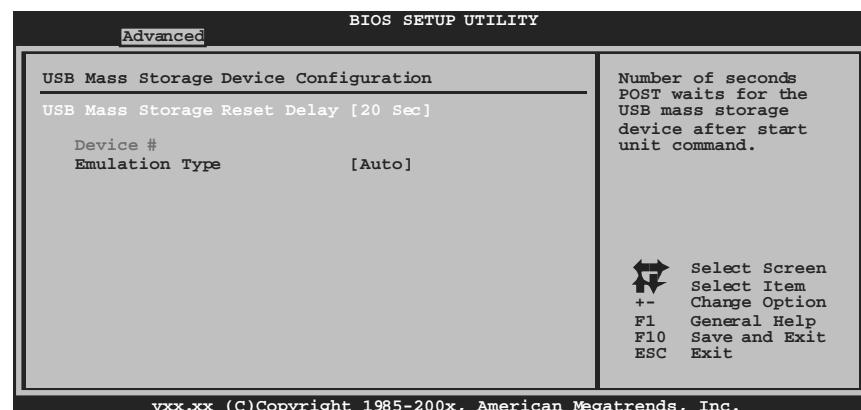 BIOS SETUP UTILITY
Advanced
USB Mass Storage Device Configuration
USB Mass Storage Reset Delay [20 Sec]
Device #
Emulation Type [Auto]
Number of seconds
POST waits for the
USB mass storage
device after start
unit command.
Select Screen
Select Item
+- Change Option
F1 General Help
F10 Save and Exit
ESC Exit
vxx.xx (C)Copyright 1985-200x, American Megatrends, Inc.